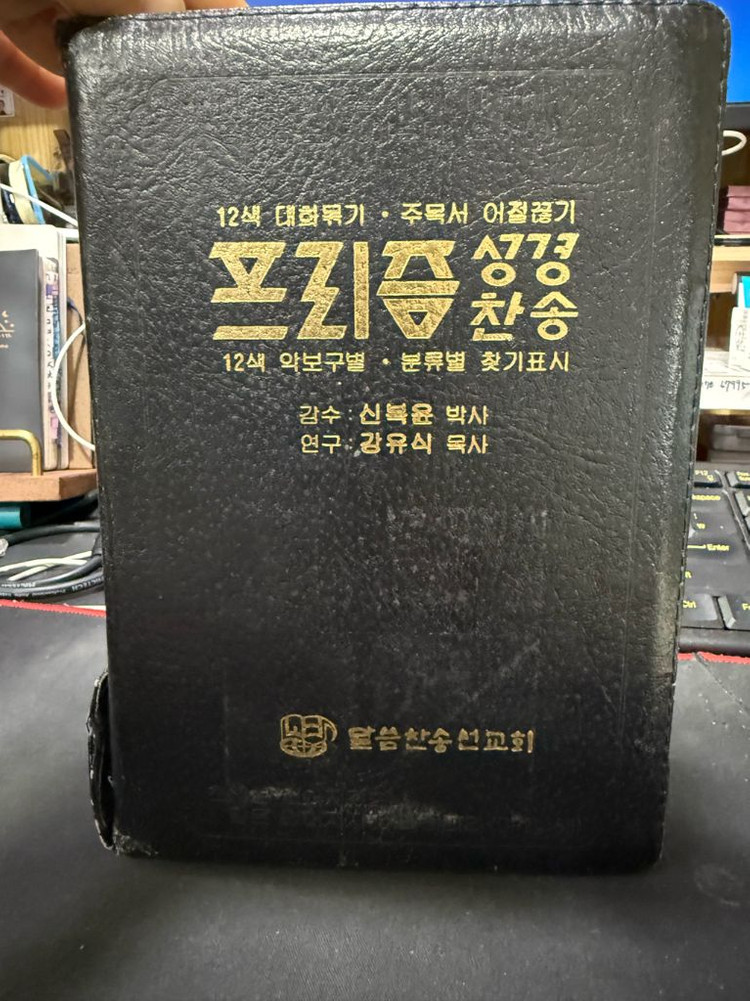 12색 대화묶기 · 주목서 어절끊기
프리즘 성경 찬송
12색 악보구별 · 분류별 찾기표시
감수 : 신복윤 박사
연구 : 강유식 목사
말씀찬송선교회
Enter